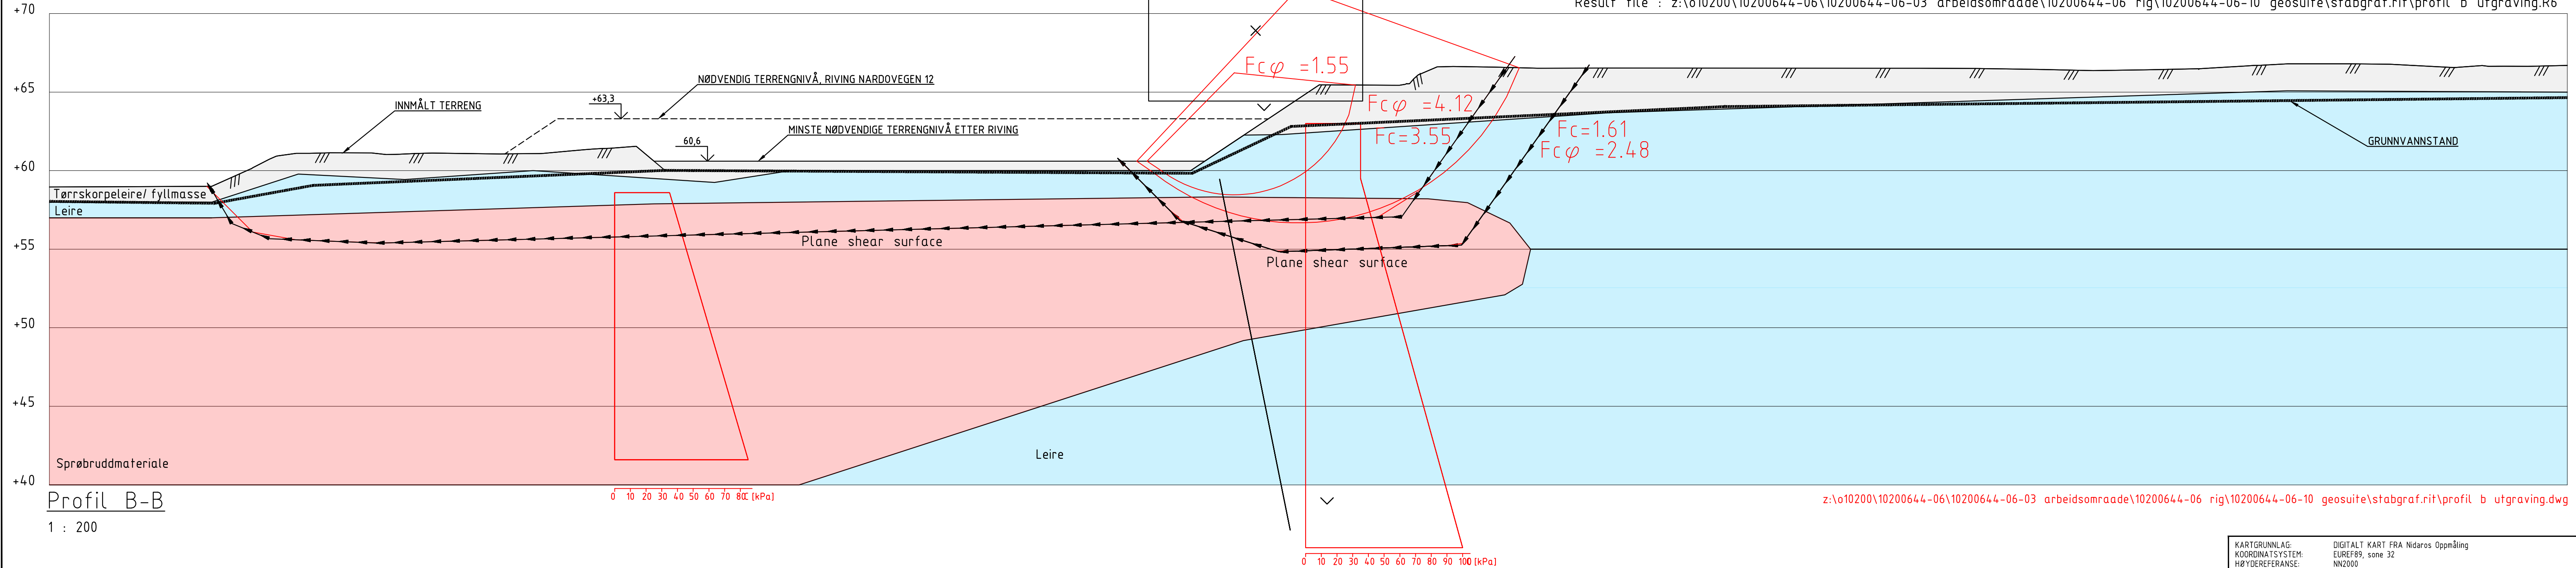 +70
Result file : z:\o10200\10200644-06\10200644-06-03 arbeidsomraade\10200644-06 rig\10200644-06-10 geosuite\stabgraf.rit\profil b utgraving.R6
Fcφ =1.55
NØDVENDIG TERRENGNIVÅ, RIVING NARDOVEGEN 12
+65
+63,3
INNMÅLT TERRENG
Fcφ =4.12
Fc=3.55
Fc=1.61
Fcφ =2.48
MINSTE NØDVENDIGE TERRENGNIVÅ ETTER RIVING
60,6
GRUNNVANNSTAND
+60
Tørrskorpeleire/ fyllmasse
Leire
Plane shear surface
Plane shear surface
+55
+50
+45
Leire
Sprøbruddmateriale
+40
Profil B-B
1 : 200
0 10 20 30 40 50 60 70 80 C [kPa]
z:\o10200\10200644-06\10200644-06-03 arbeidsomraade\10200644-06 rig\10200644-06-10 geosuite\stabgraf.rit\profil b utgraving.dwg
0 10 20 30 40 50 60 70 80 90 100 C [kPa]
KARTGRUNNLAG: DIGITALT KART FRA Nidaros Oppmåling
KOORDINATSYSTEM: EUREF89, sone 32
HØYDEREFERANSE: NN2000